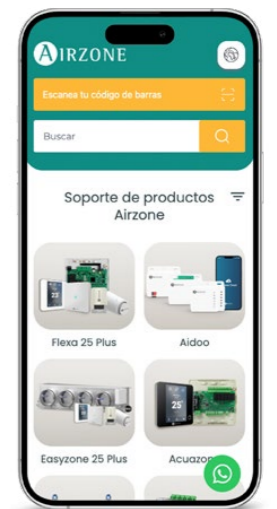 AIRZONE
Escanea tu código de barras
Buscar
Soporte de productos
Airzone
Flexa 25 Plus
Aidoo
Easyzone 25 Plus
Acuazon